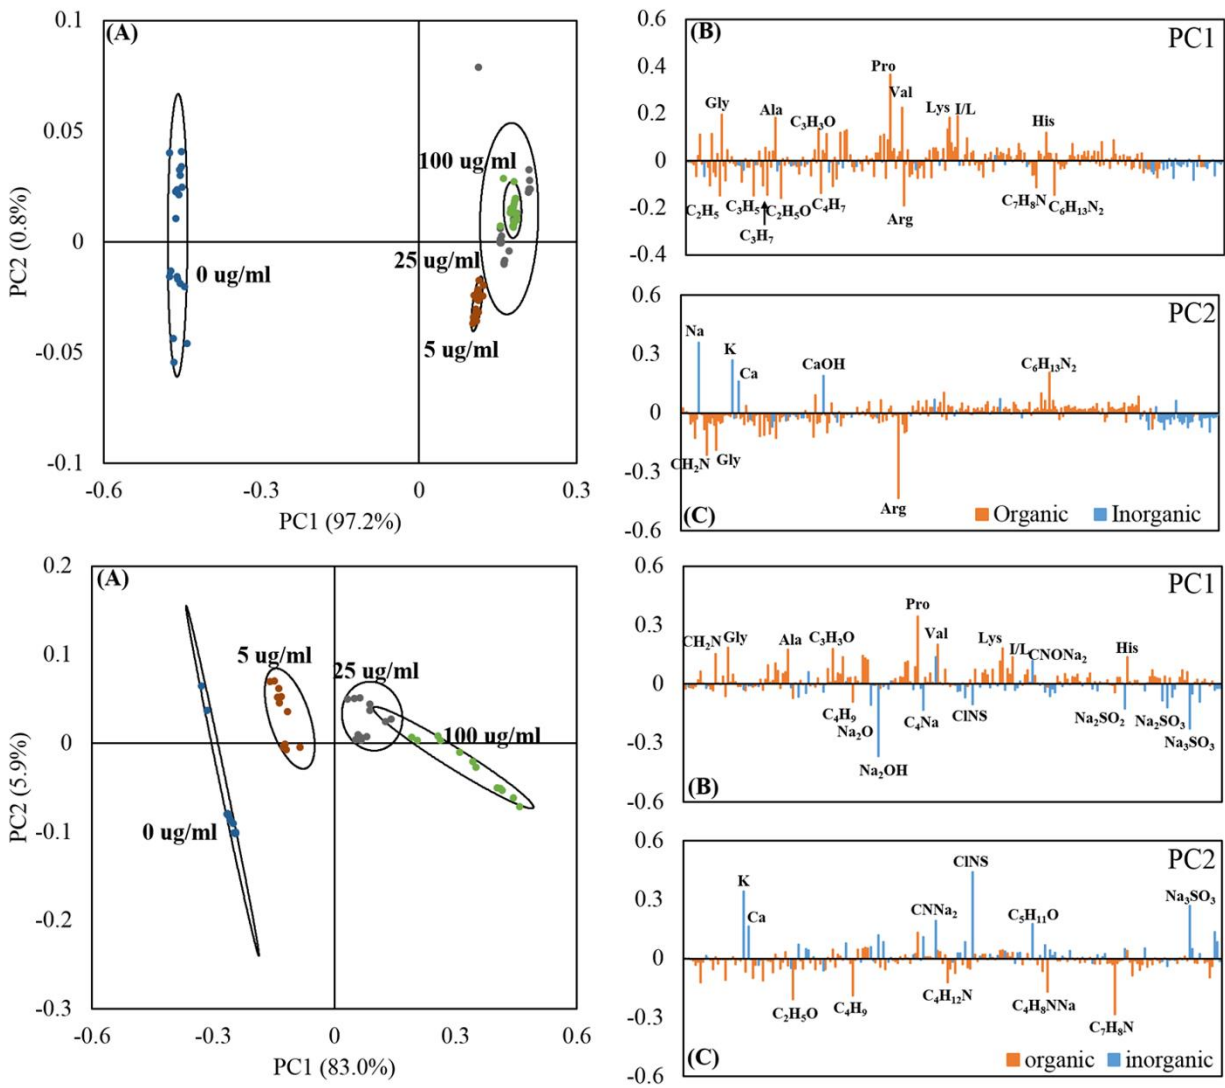 (A)
0.1
0.05
0
-0.05
-0.1
-0.6
-0.3
0
0.3
PC2 (0.8%)
PC1 (97.2%)
100 ug/ml
25 ug/ml
0 ug/ml
5 ug/ml
(B)
PC1
0.6
0.4
0.2
0
-0.2
-0.4
Pro
Val
Gly
Ala
C₃H₃O
Lys
I/L
His
C₂H₅
C₃H₅
C₃H₇
C₂H₅O
C₄H₇
Arg
C₇H₈N
C₆H₁₃N₂
PC2
0.6
0.3
0
-0.3
-0.6
Na
K
Ca
CaOH
C₆H₁₃N₂
CH₂N
Gly
Arg
(C)
Organic
Inorganic
(A)
0.2
0.1
0
-0.1
-0.2
-0.3
-0.6
-0.3
0
0.3
0.6
PC2 (5.9%)
PC1 (83.0%)
5 ug/ml
25 ug/ml
100 ug/ml
0 ug/ml
PC1
0.6
0.3
0
-0.3
-0.6
Pro
CH₂N
Gly
Ala
C₃H₃O
Val
Lys
I/L
CNONa₂
His
C₄H₉
Na₂O
Na₂OH
C₄Na
ClNS
Na₂SO₂
Na₂SO₃
Na₃SO₃
(B)
PC2
0.6
0.3
0
-0.3
-0.6
K
Ca
CNNa₂
ClNS
C₅H₁₁O
Na₃SO₃
C₂H₅O
C₄H₉
C₄H₁₂N
C₄H₈NNa
C₇H₈N
(C)
organic
inorganic